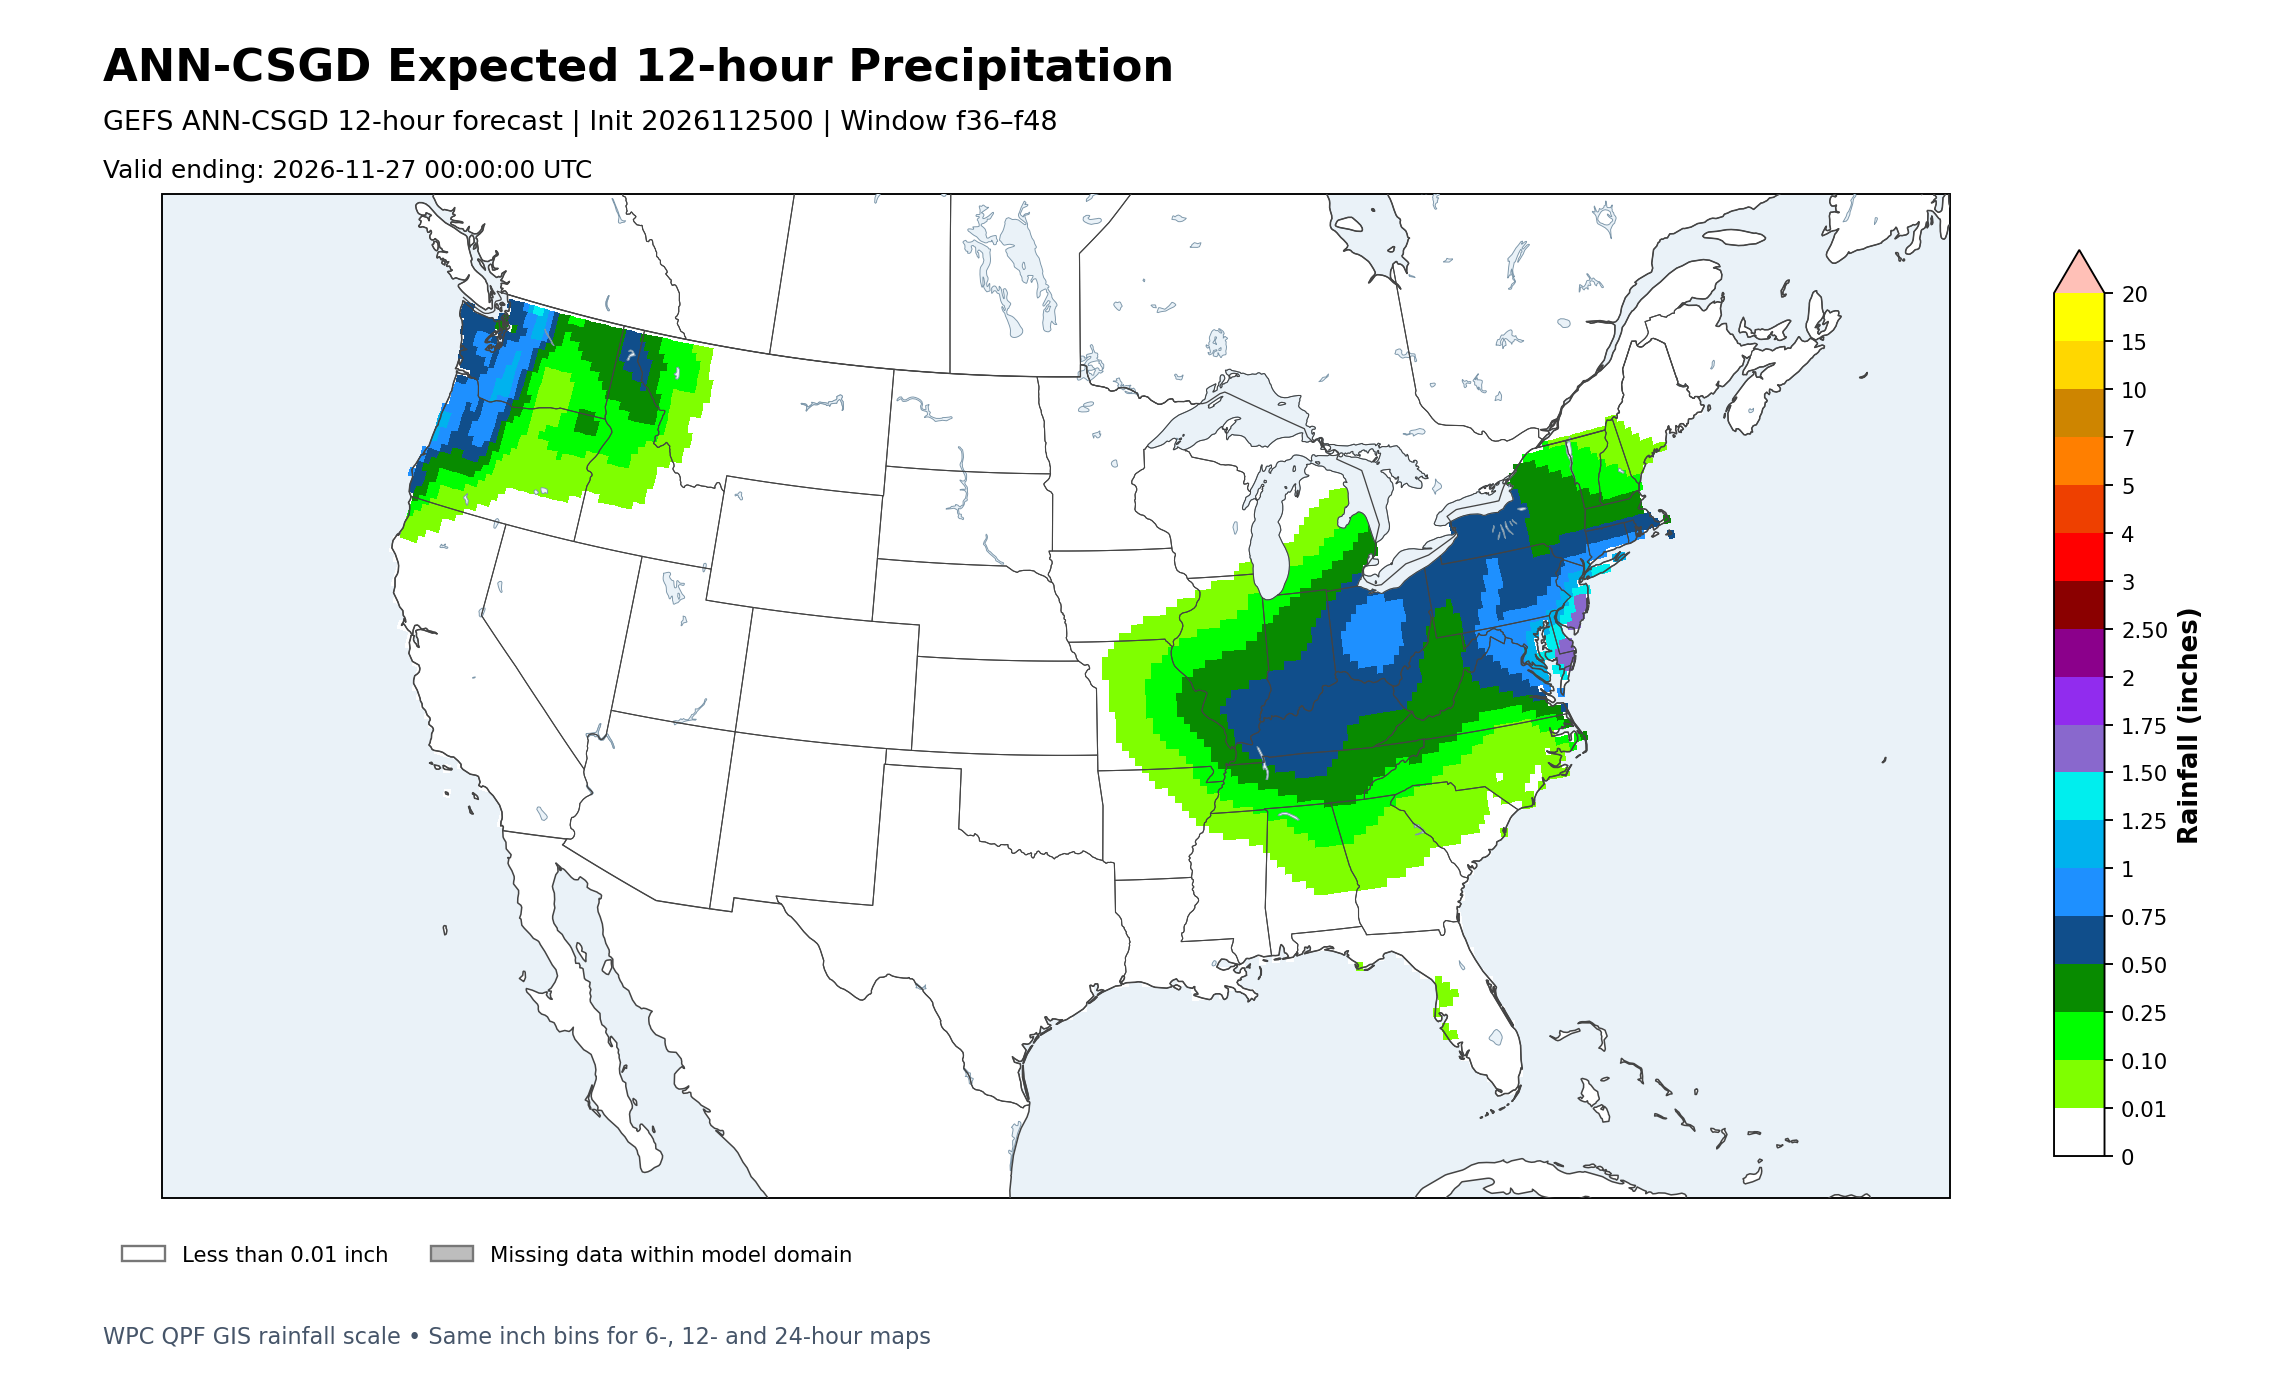 ANN-CSGD Expected 12-hour Precipitation
GEFS ANN-CSGD 12-hour forecast | Init 2026112500 | Window f36–f48
Valid ending: 2026-11-27 00:00:00 UTC
20
15
10
7
5
4
3
2.50
2
1.75
1.50
1.25
1
0.75
0.50
0.25
0.10
0.01
0
Rainfall (inches)
Less than 0.01 inch
Missing data within model domain
WPC QPF GIS rainfall scale • Same inch bins for 6-, 12- and 24-hour maps